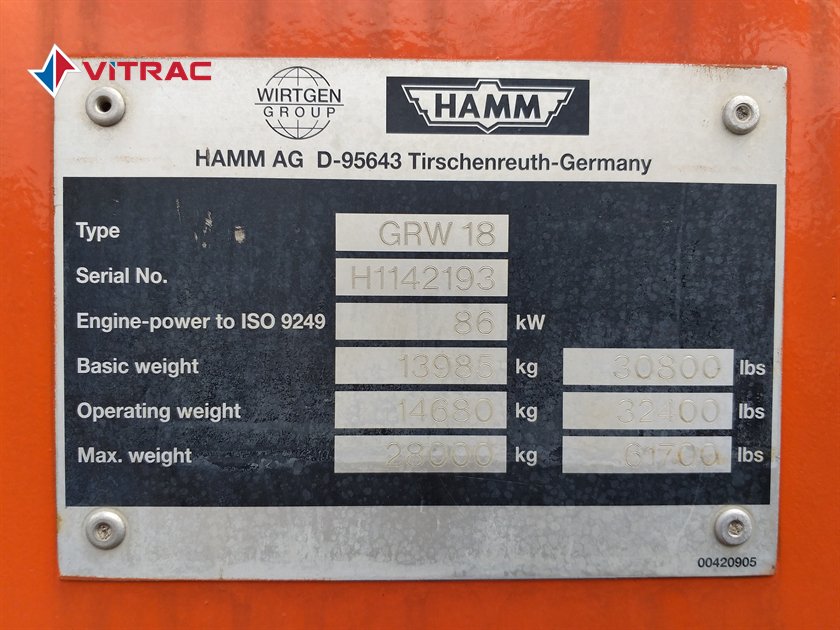 VITRAC
WIRTGEN
GROUP
HAMM
HAMM AG D-95643 Tirschenreuth-Germany
Type GRW 18
Serial No. H1142193
Engine-power to ISO 9249 86 kW
Basic weight 13985 kg 30800 lbs
Operating weight 14680 kg 32400 lbs
Max. weight 28000 kg 61700 lbs
00420905